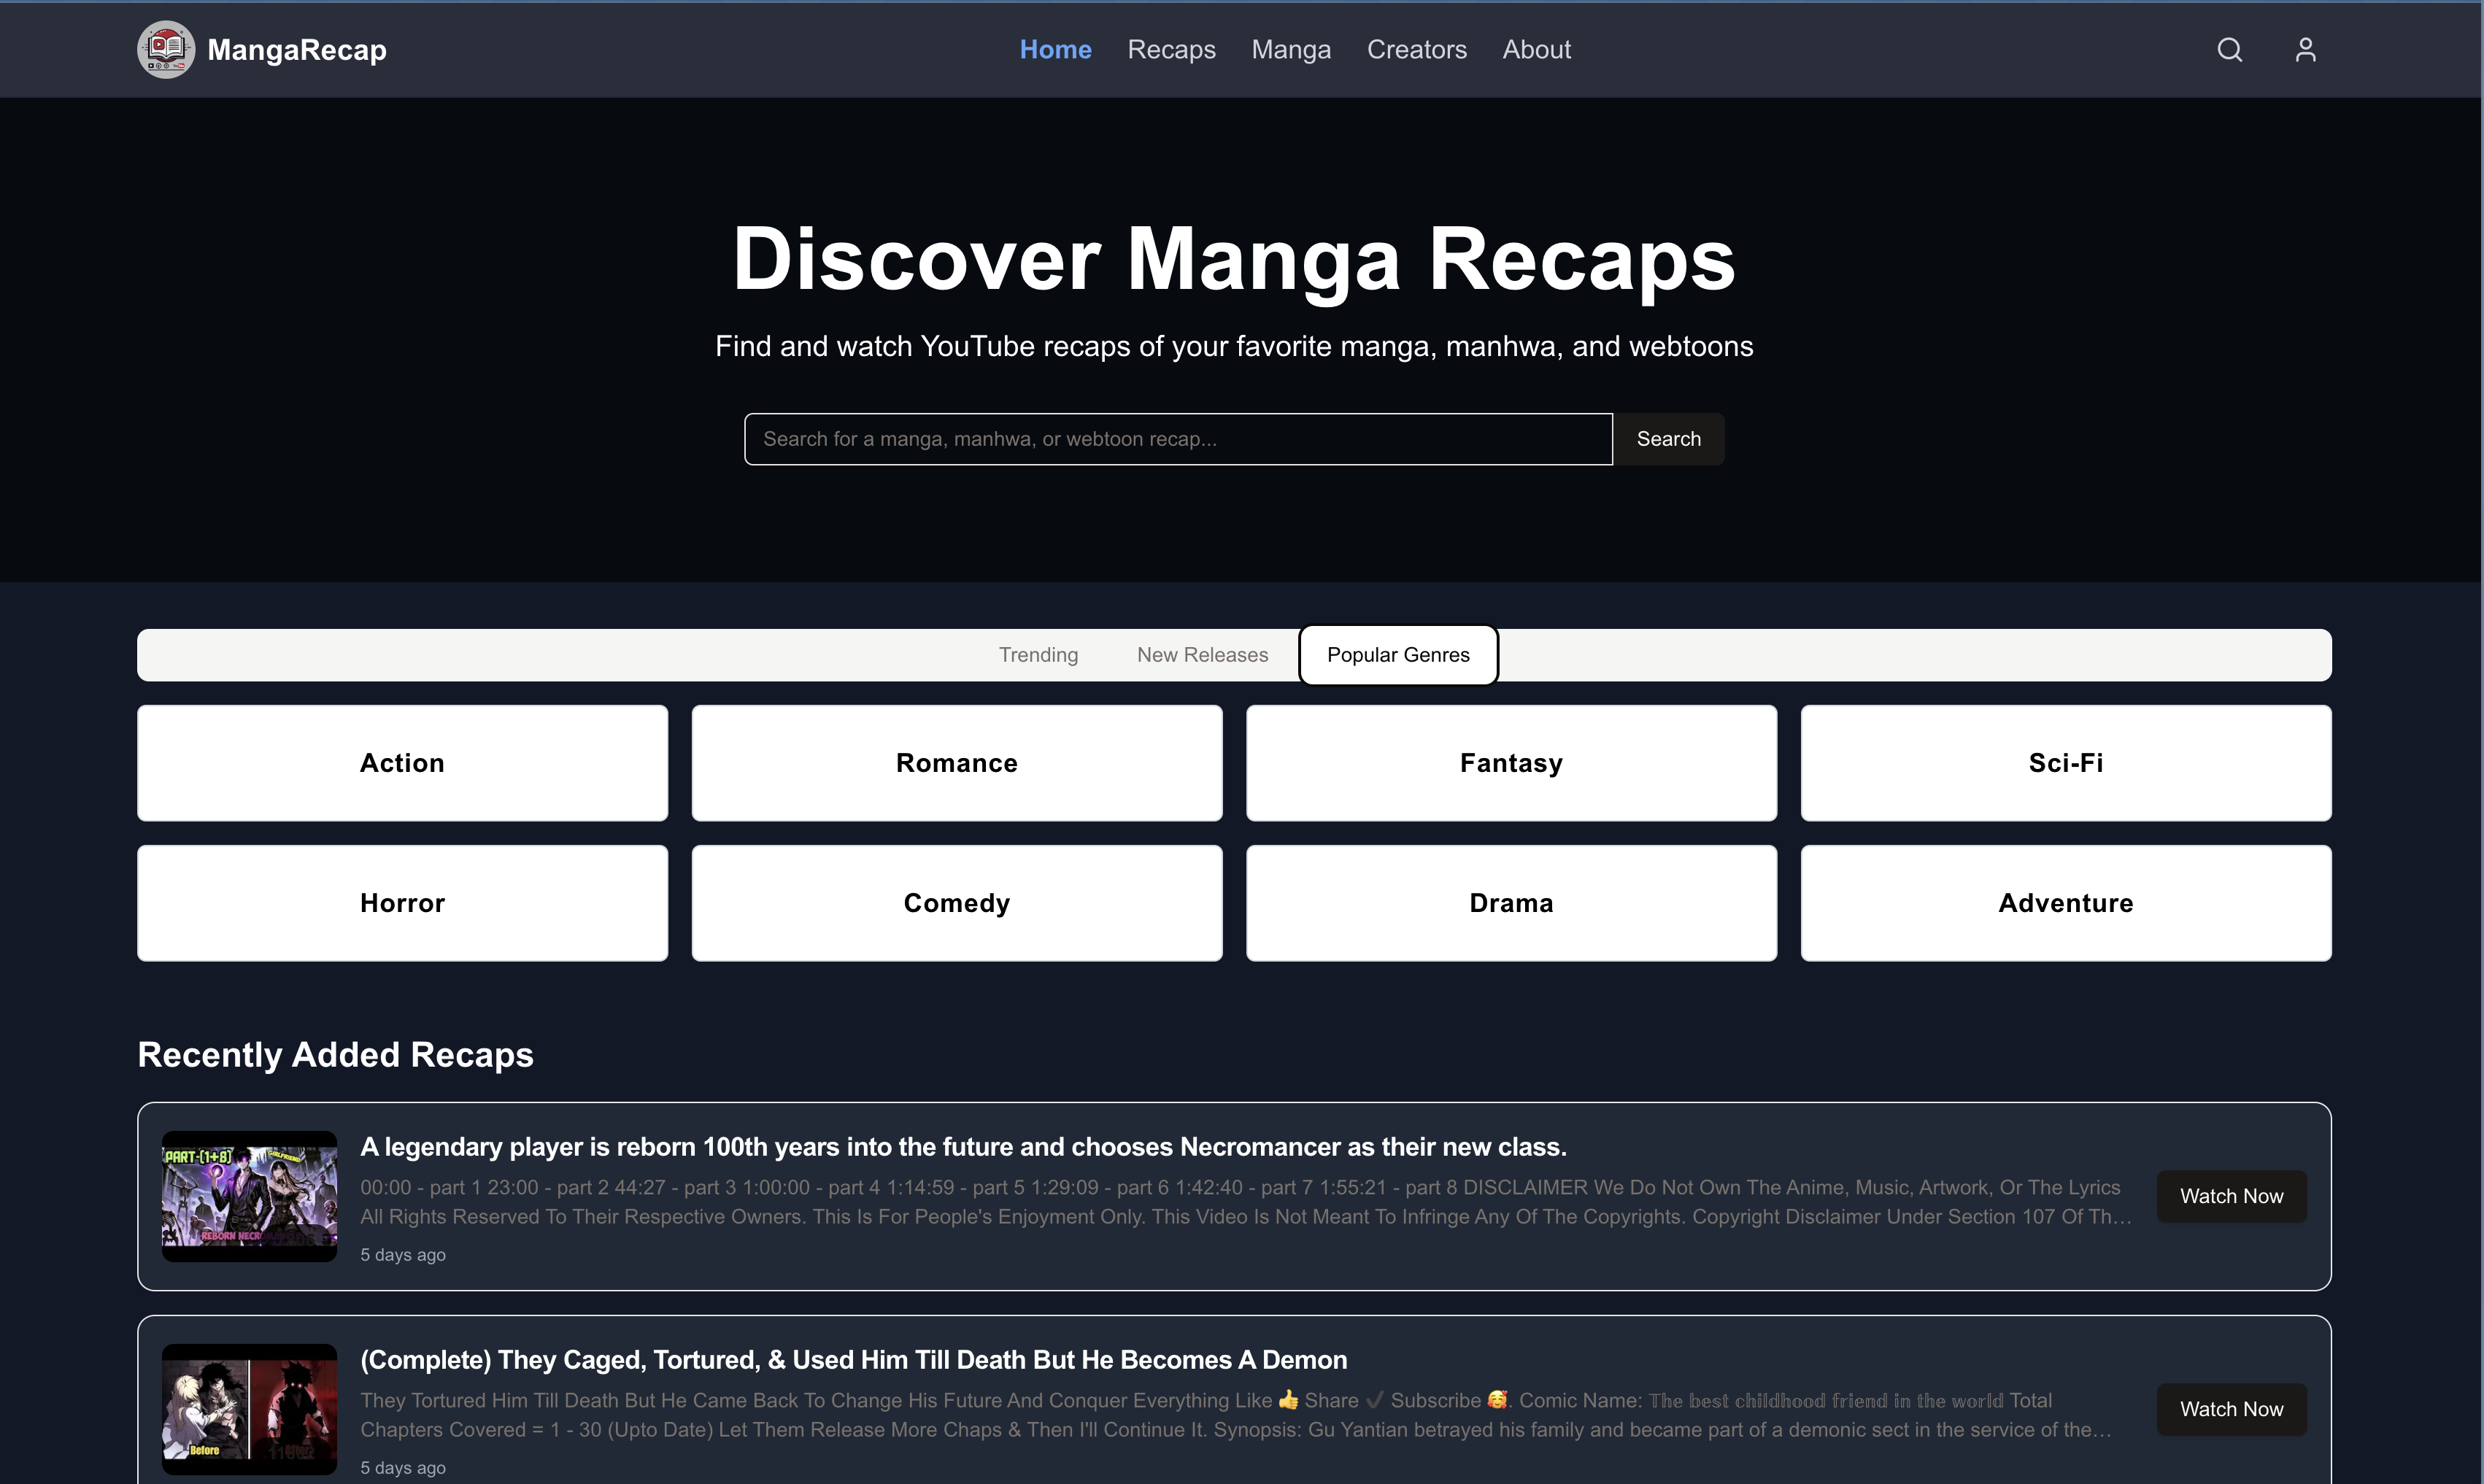 MangaRecap
Home Recaps Manga Creators About
Discover Manga Recaps
Find and watch YouTube recaps of your favorite manga, manhwa, and webtoons
Search for a manga, manhwa, or webtoon recap...
Search
Trending New Releases Popular Genres
Action Romance Fantasy Sci-Fi
Horror Comedy Drama Adventure
Recently Added Recaps
PART-(1+8) GIRLFRIEND
REBORN
A legendary player is reborn 100th years into the future and chooses Necromancer as their new class.
00:00 - part 1 23:00 - part 2 44:27 - part 3 1:00:00 - part 4 1:14:59 - part 5 1:29:09 - part 6 1:42:40 - part 7 1:55:21 - part 8 DISCLAIMER We Do Not Own The Anime, Music, Artwork, Or The Lyrics
All Rights Reserved To Their Respective Owners. This Is For People's Enjoyment Only. This Video Is Not Meant To Infringe Any Of The Copyrights. Copyright Disclaimer Under Section 107 Of Th…
5 days ago
Watch Now
Before
(Complete) They Caged, Tortured, & Used Him Till Death But He Becomes A Demon
They Tortured Him Till Death But He Came Back To Change His Future And Conquer Everything Like 👍 Share ✔ Subscribe 🥰. Comic Name: 𝕋𝕙𝕖 𝕓𝕖𝕤𝕥 𝕔𝕙𝕚𝕝𝕕𝕙𝕠𝕠𝕕 𝕗𝕣𝕚𝕖𝕟𝕕 𝕚𝕟 𝕥𝕙𝕖 𝕨𝕠𝕣𝕝𝕕 Total
Chapters Covered = 1 - 30 (Upto Date) Let Them Release More Chaps & Then I'll Continue It. Synopsis: Gu Yantian betrayed his family and became part of a demonic sect in the service of the…
5 days ago
Watch Now